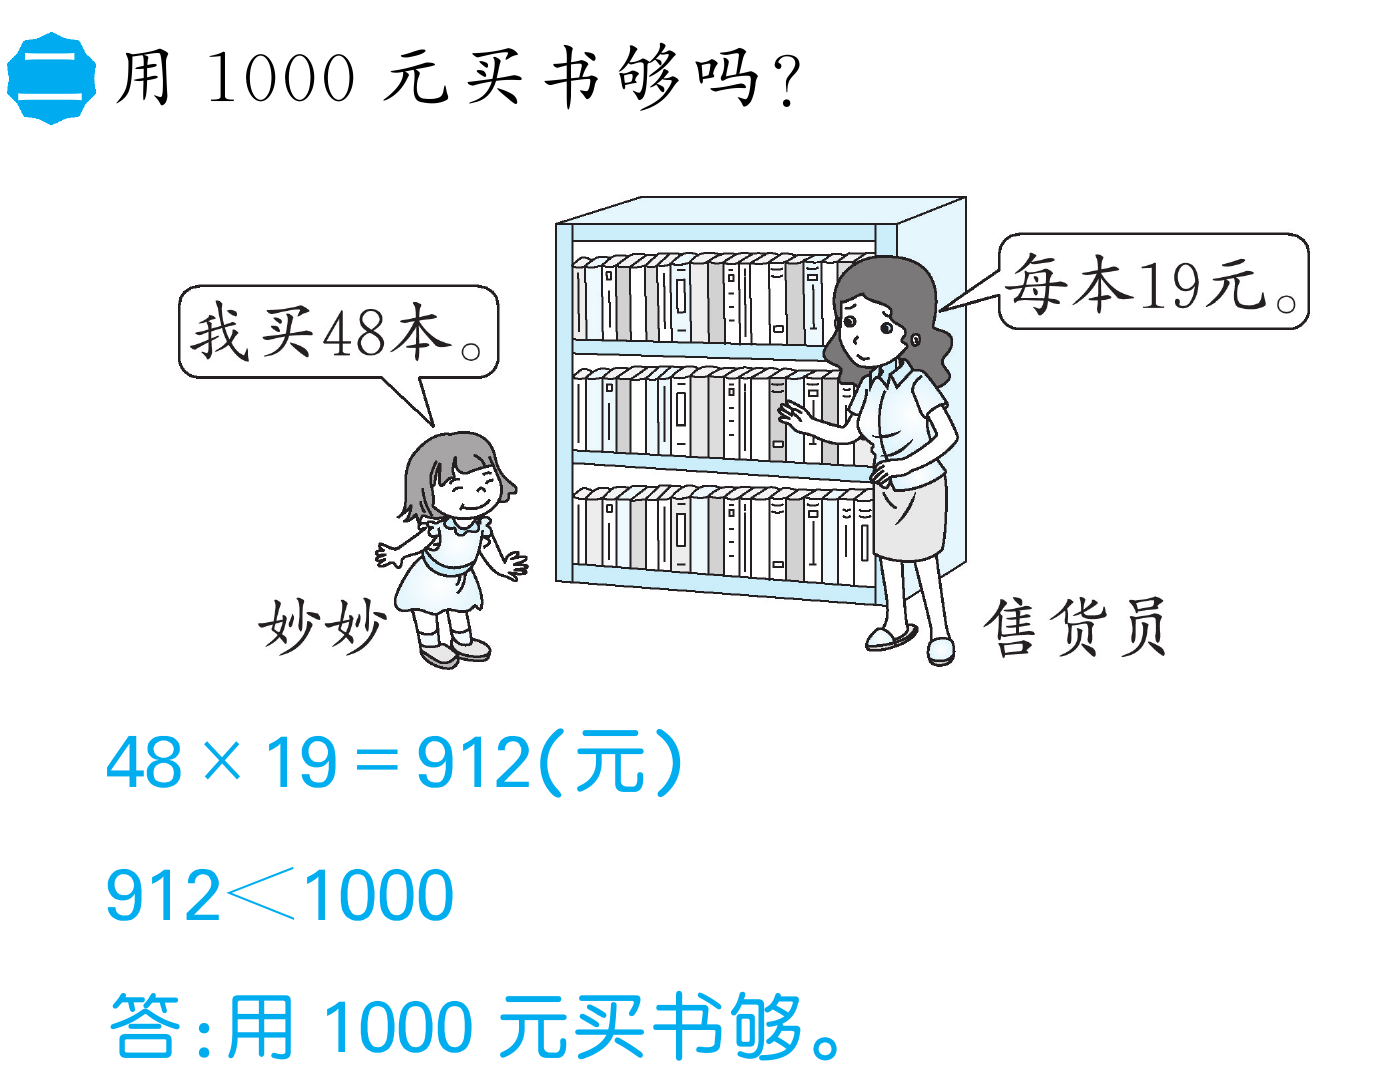 二 用 1000 元买书够吗?
每本19元。
我买48本。
妙妙
售货员
48 × 19 = 912(元)
912<1000
答:用 1000 元买书够。